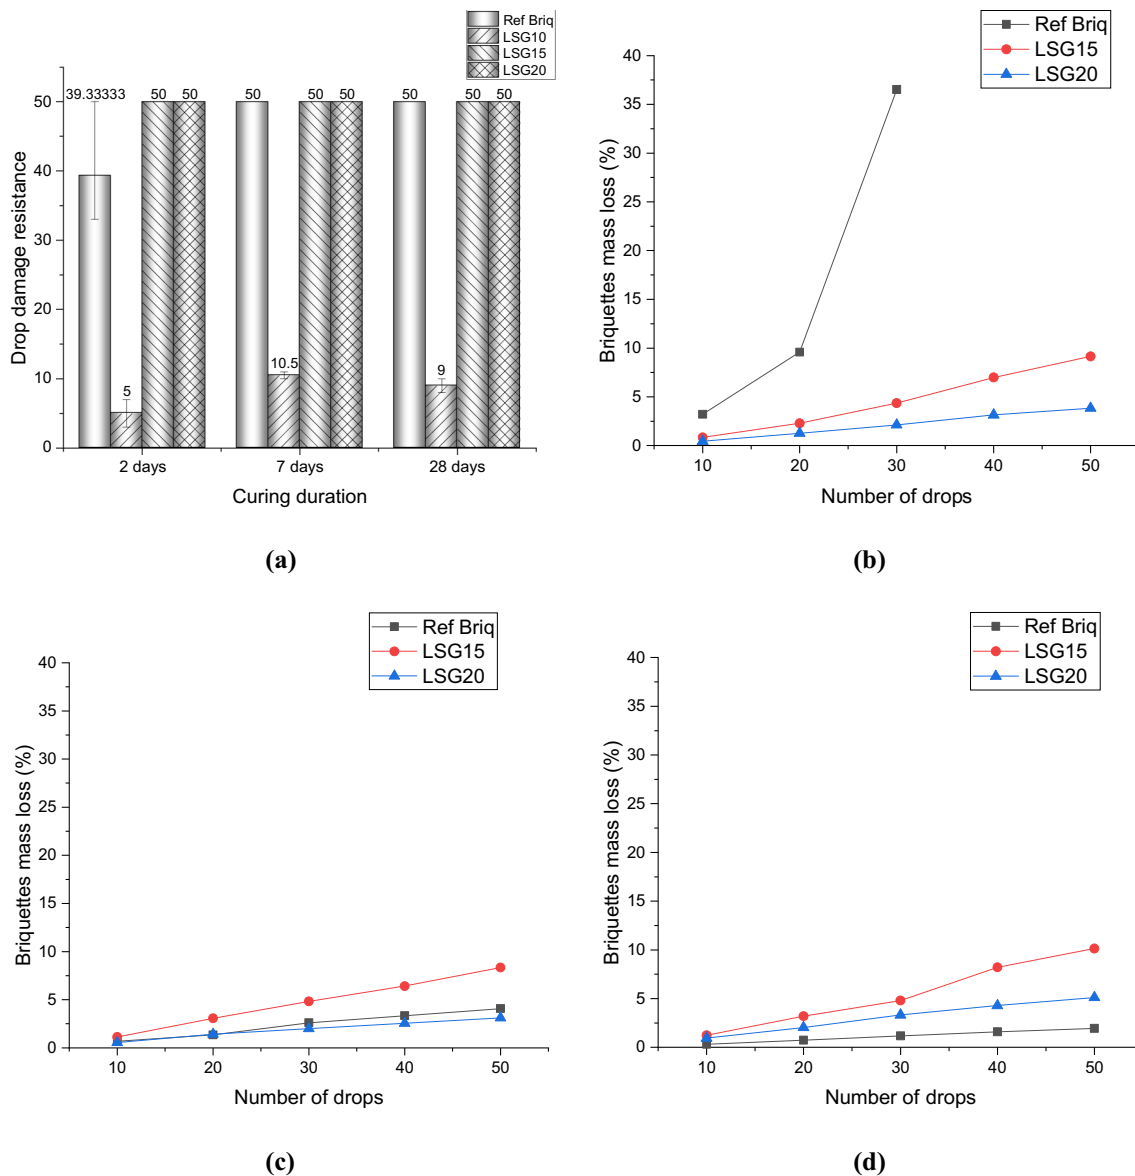 Ref Briq
LSG10
LSG15
LSG20
39.33333 50 50 50 50 50 50 50 50
5 10.5 9
50
40
30
20
10
0
Drop damage resistance
2 days 7 days 28 days
Curing duration
(a)
Ref Briq
LSG15
LSG20
40
35
30
25
20
15
10
5
0
Briquettes mass loss (%)
10 20 30 40 50
Number of drops
(b)
Ref Briq
LSG15
LSG20
40
35
30
25
20
15
10
5
0
Briquettes mass loss (%)
10 20 30 40 50
Number of drops
(c)
Ref Briq
LSG15
LSG20
40
35
30
25
20
15
10
5
0
Briquettes mass loss (%)
10 20 30 40 50
Number of drops
(d)